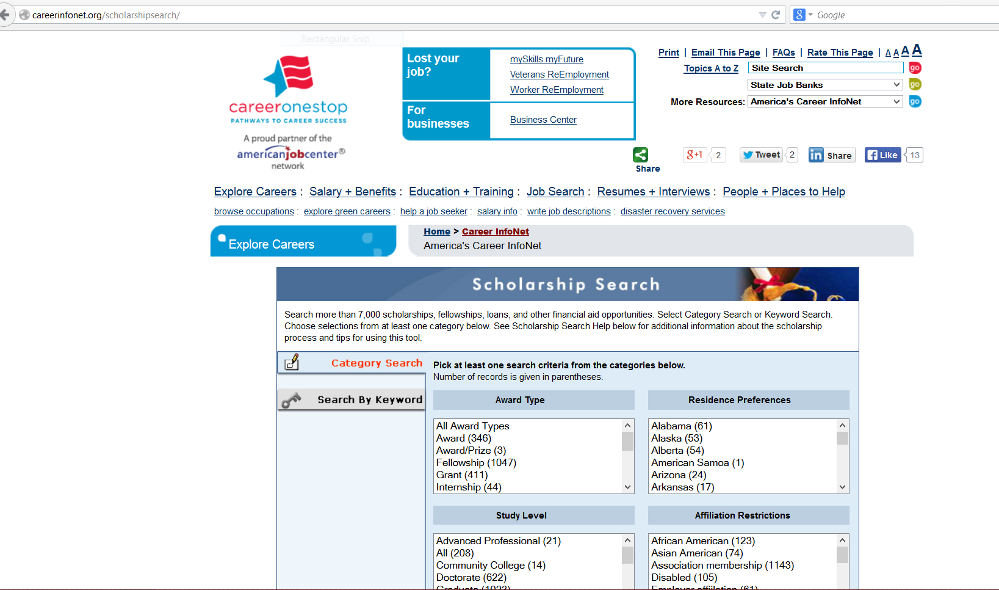 careerinfonet.org/scholarshipsearch/
Google
Rectangular Snip
careeronestop
PATHWAYS TO CAREER SUCCESS
A proud partner of the
americanjobcenter®
network
Lost your
job?
mySkills myFuture
Veterans ReEmployment
Worker ReEmployment
For
businesses
Business Center
Print | Email This Page | FAQs | Rate This Page | A A A A
Topics A to Z Site Search go
State Job Banks go
More Resources: America's Career InfoNet go
Share
g+1 2 Tweet 2 in Share Like 13
Explore Careers : Salary + Benefits : Education + Training : Job Search : Resumes + Interviews : People + Places to Help
browse occupations : explore green careers : help a job seeker : salary info : write job descriptions : disaster recovery services
Explore Careers
Home > Career InfoNet
America's Career InfoNet
Scholarship Search
Search more than 7,000 scholarships, fellowships, loans, and other financial aid opportunities. Select Category Search or Keyword Search.
Choose selections from at least one category below. See Scholarship Search Help below for additional information about the scholarship
process and tips for using this tool.
Category Search
Search By Keyword
Pick at least one search criteria from the categories below.
Number of records is given in parentheses.
Award Type
All Award Types
Award (346)
Award/Prize (3)
Fellowship (1047)
Grant (411)
Internship (44)
Residence Preferences
Alabama (61)
Alaska (53)
Alberta (54)
American Samoa (1)
Arizona (24)
Arkansas (17)
Study Level
Advanced Professional (21)
All (208)
Community College (14)
Doctorate (622)
Graduate (1923)
Affiliation Restrictions
African American (123)
Asian American (74)
Association membership (1143)
Disabled (105)
Employer affiliation (61)